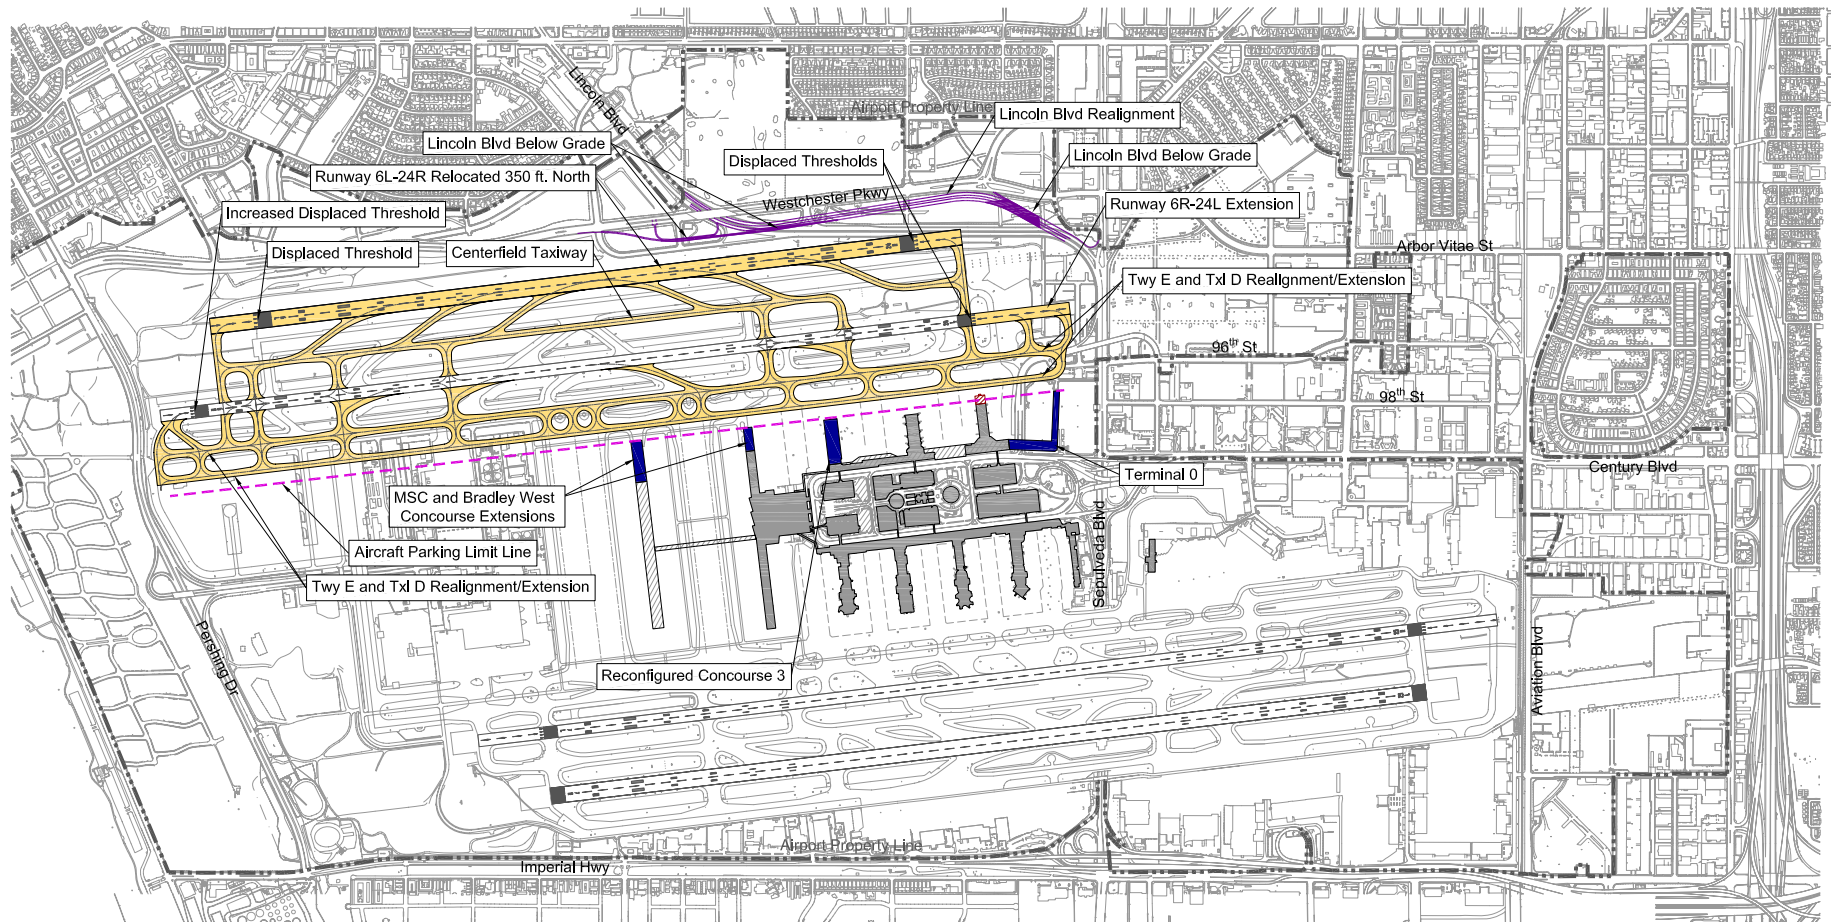 Lincoln Blvd
Airport Property Line
Lincoln Blvd Realignment
Lincoln Blvd Below Grade
Displaced Thresholds
Lincoln Blvd Below Grade
Runway 6L-24R Relocated 350 ft. North
Westchester Pkwy
Increased Displaced Threshold
Runway 6R-24L Extension
Displaced Threshold
Centerfield Taxiway
Arbor Vitae St
Twy E and Txl D Realignment/Extension
96th St
98th St
Century Blvd
Terminal 0
MSC and Bradley West
Concourse Extensions
Sepulveda Blvd
Aircraft Parking Limit Line
Twy E and Txl D Realignment/Extension
Pershing Dr
Reconfigured Concourse 3
Aviation Blvd
Airport Property Line
Imperial Hwy